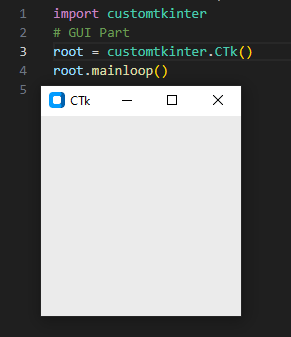 1 import customtkinter
2 # GUI Part
3 root = customtkinter.CTk()
4 root.mainloop()
5
CTk